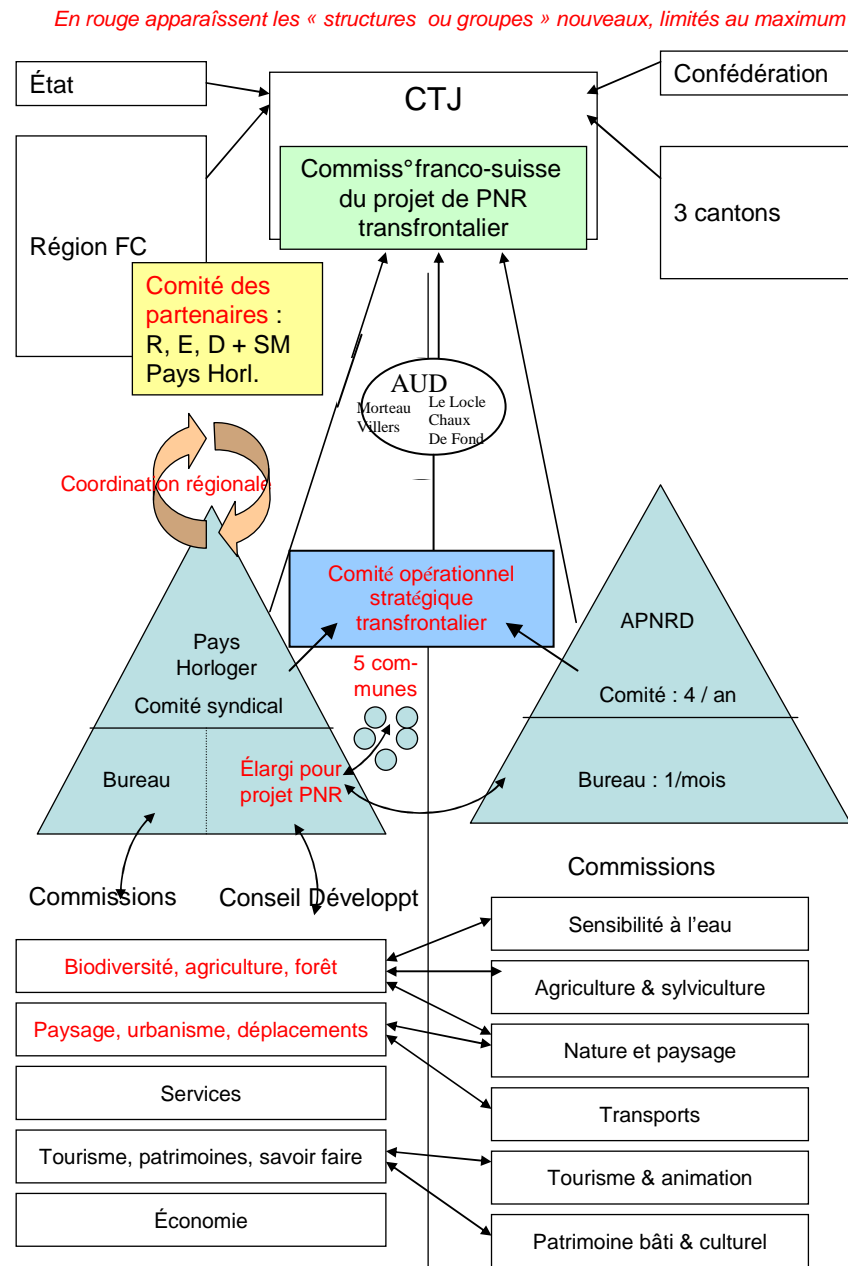 En rouge apparaîssent les « structures ou groupes » nouveaux, limités au maximum
État
CTJ
Confédération
Commiss° franco-suisse
du projet de PNR
transfrontalier
Région FC
3 cantons
Comité des
partenaires :
R, E, D + SM
Pays Horl.
AUD
Morteau
Villers
Le Locle
Chaux
De Fond
Coordination régionale
Comité opérationnel
stratégique
transfrontalier
Pays
Horloger
Comité syndical
5 com-
munes
APNRD
Comité : 4 / an
Bureau
Élargi pour
projet PNR
Bureau : 1/mois
Commissions
Conseil Développt
Commissions
Biodiversité, agriculture, forêt
Paysage, urbanisme, déplacements
Services
Tourisme, patrimoines, savoir faire
Économie
Sensibilité à l’eau
Agriculture & sylviculture
Nature et paysage
Transports
Tourisme & animation
Patrimoine bâti & culturel